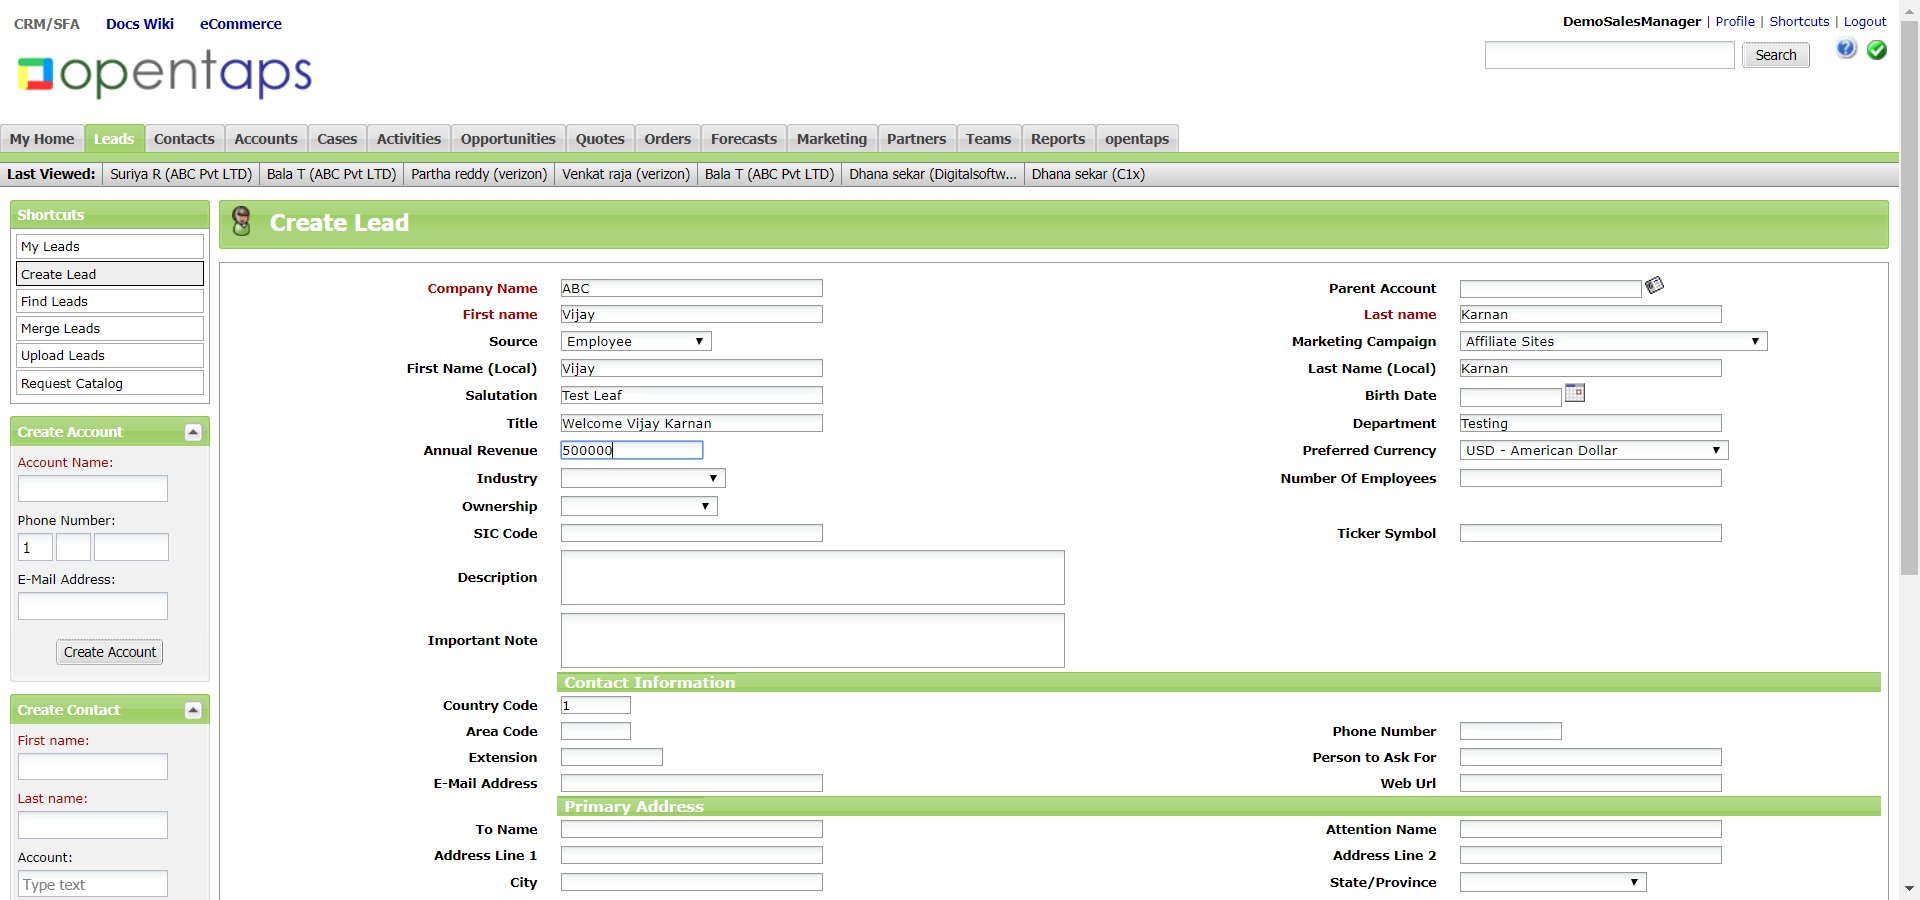 CRM/SFA Docs Wiki eCommerce
DemoSalesManager | Profile | Shortcuts | Logout
opentaps
Search
My Home Leads Contacts Accounts Cases Activities Opportunities Quotes Orders Forecasts Marketing Partners Teams Reports opentaps
Last Viewed: Suriya R (ABC Pvt LTD) Bala T (ABC Pvt LTD) Partha reddy (verizon) Venkat raja (verizon) Bala T (ABC Pvt LTD) Dhana sekar (Digitalsoftw... Dhana sekar (C1x)
Shortcuts
My Leads
Create Lead
Find Leads
Merge Leads
Upload Leads
Request Catalog
Create Account
Account Name:
Phone Number:
1
E-Mail Address:
Create Account
Create Contact
First name:
Last name:
Account:
Type text
Create Lead
Company Name ABC Parent Account
First name Vijay Last name Karnan
Source Employee Marketing Campaign Affiliate Sites
First Name (Local) Vijay Last Name (Local) Karnan
Salutation Test Leaf Birth Date
Title Welcome Vijay Karnan Department Testing
Annual Revenue 500000 Preferred Currency USD - American Dollar
Industry Number Of Employees
Ownership
SIC Code Ticker Symbol
Description
Important Note
Contact Information
Country Code 1
Area Code Phone Number
Extension Person to Ask For
E-Mail Address Web Url
Primary Address
To Name Attention Name
Address Line 1 Address Line 2
City State/Province